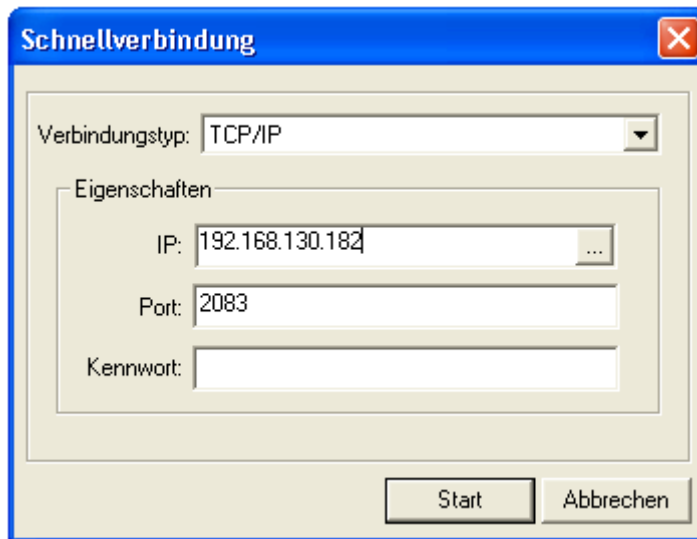 Schnellverbindung
Verbindungstyp: TCP/IP
Eigenschaften
IP: 192.168.130.182 ...
Port: 2083
Kennwort:
Start Abbrechen